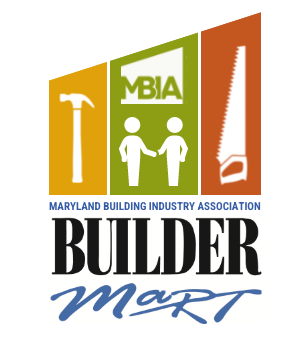 MBIA
MARYLAND BUILDING INDUSTRY ASSOCIATION
BUILDER
MART